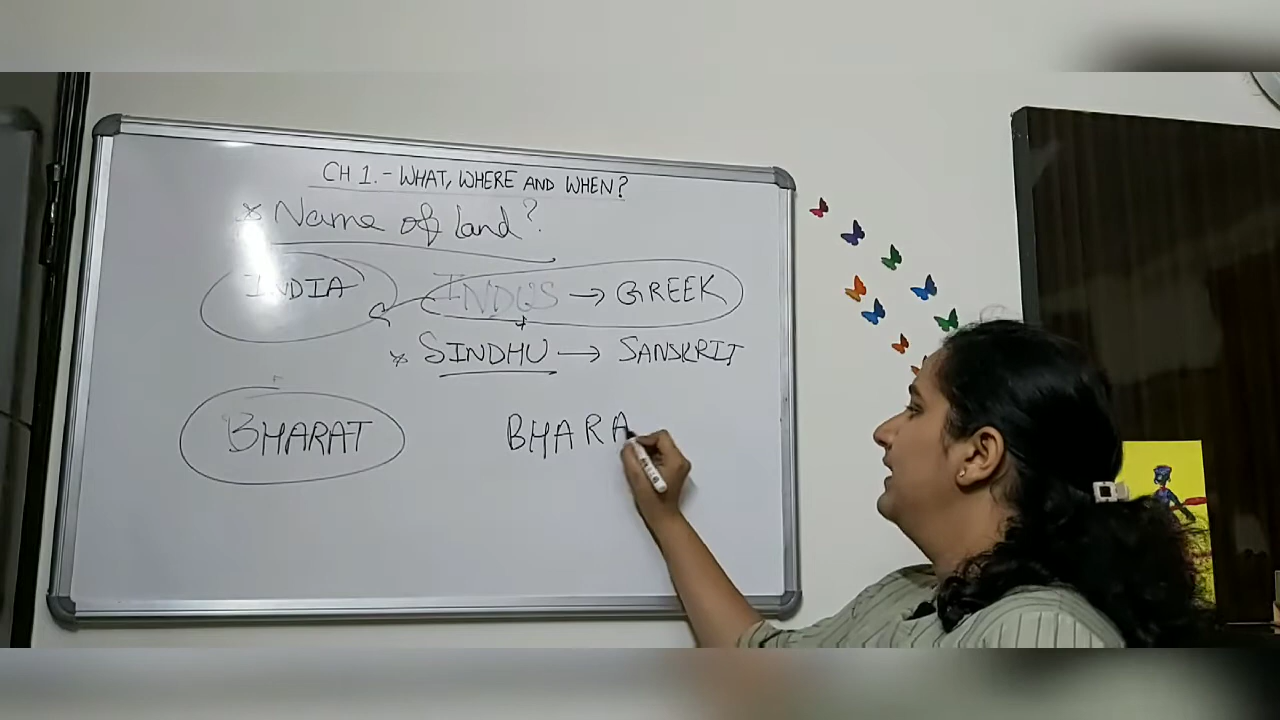 CH 1.- WHAT, WHERE AND WHEN?
* Name of land?
INDIA INDUS → GREEK
* SINDHU → SANSKRIT
BHARAT BHARA